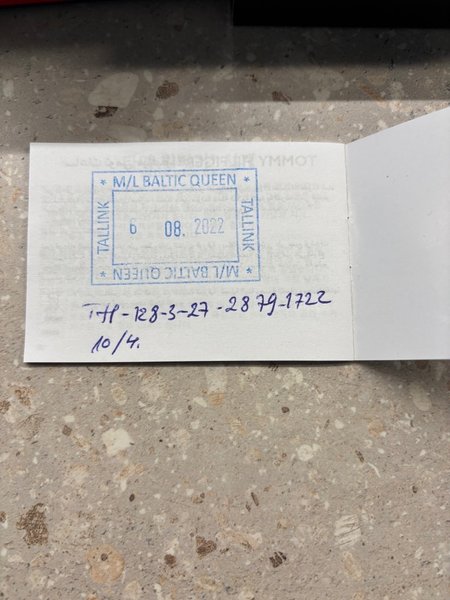 * M/L BALTIC QUEEN *
TALLINK
6 08. 2022
TALLINK
* M/L BALTIC QUEEN *
TH-128-3-27-2879-1722
10/4.